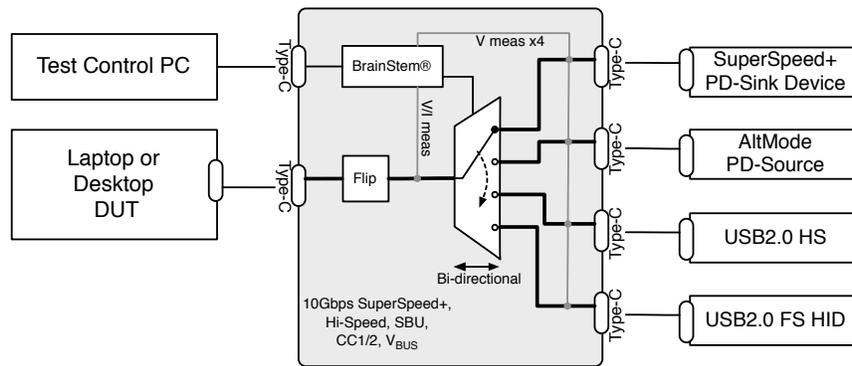 Test Control PC
Type-C
V meas x4
BrainStem®
Type-C
SuperSpeed+
PD-Sink Device
V/I meas
Laptop or
Desktop
DUT
Type-C
Flip
Type-C
AltMode
PD-Source
Type-C
USB2.0 HS
Bi-directional
10Gbps SuperSpeed+,
Hi-Speed, SBU,
CC1/2, VBUS
Type-C
USB2.0 FS HID